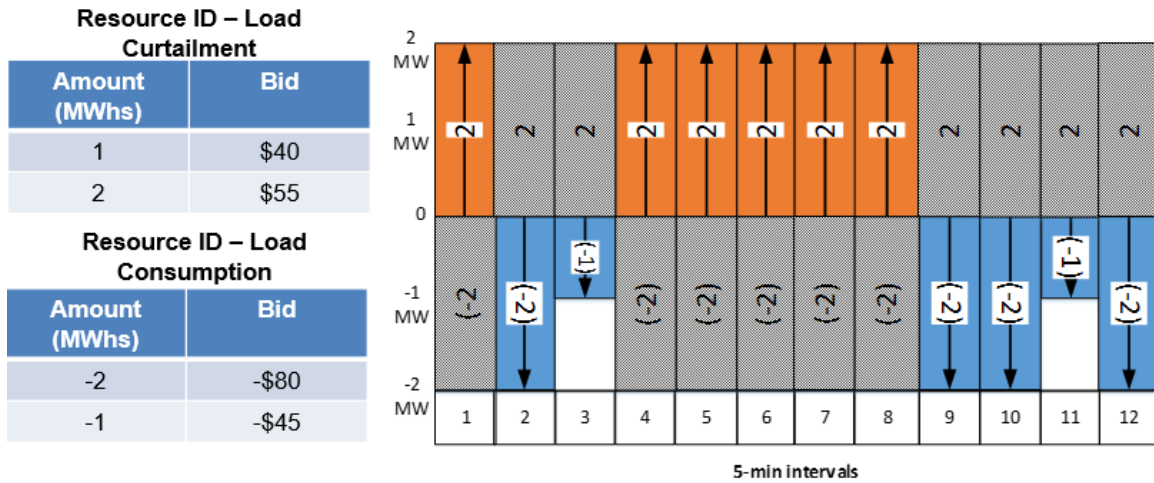 Resource ID – Load
Curtailment
Amount
(MWhs)
Bid
1
$40
2
$55
Resource ID – Load
Consumption
Amount
(MWhs)
Bid
-2
-$80
-1
-$45
2
MW
1
MW
0
-1
MW
-2
MW
2 2 2 2 2 2 2 2 2 2 2 2
(-2 (-2) (-1) (-2) (-2) (-2) (-2) (-2) (-2) (-2) (-1) (-2)
1 2 3 4 5 6 7 8 9 10 11 12
5-min intervals